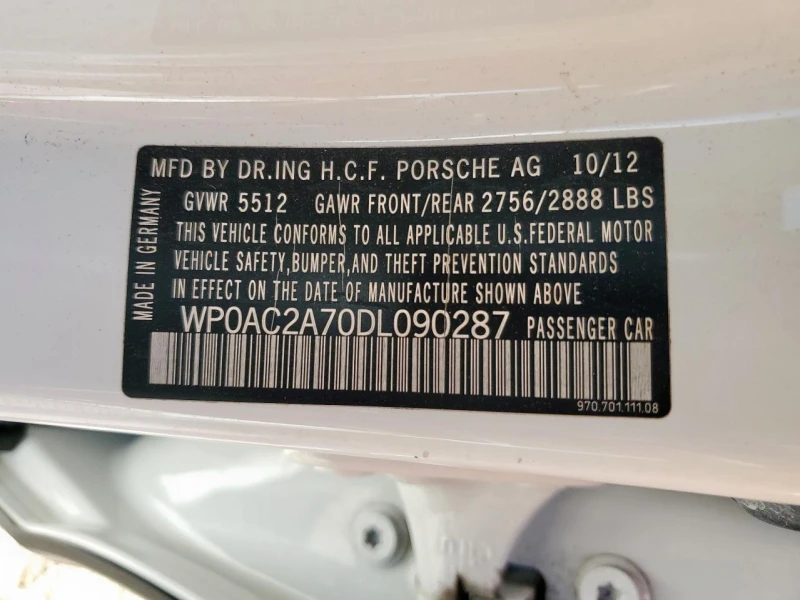 MFD BY DR.ING H.C.F. PORSCHE AG 10/12
GVWR 5512 GAWR FRONT/REAR 2756/2888 LBS
THIS VEHICLE CONFORMS TO ALL APPLICABLE U.S.FEDERAL MOTOR
VEHICLE SAFETY,BUMPER,AND THEFT PREVENTION STANDARDS
IN EFFECT ON THE DATE OF MANUFACTURE SHOWN ABOVE.
WP0AC2A70DL090287 PASSENGER CAR
970.701.111.08
MADE IN GERMANY